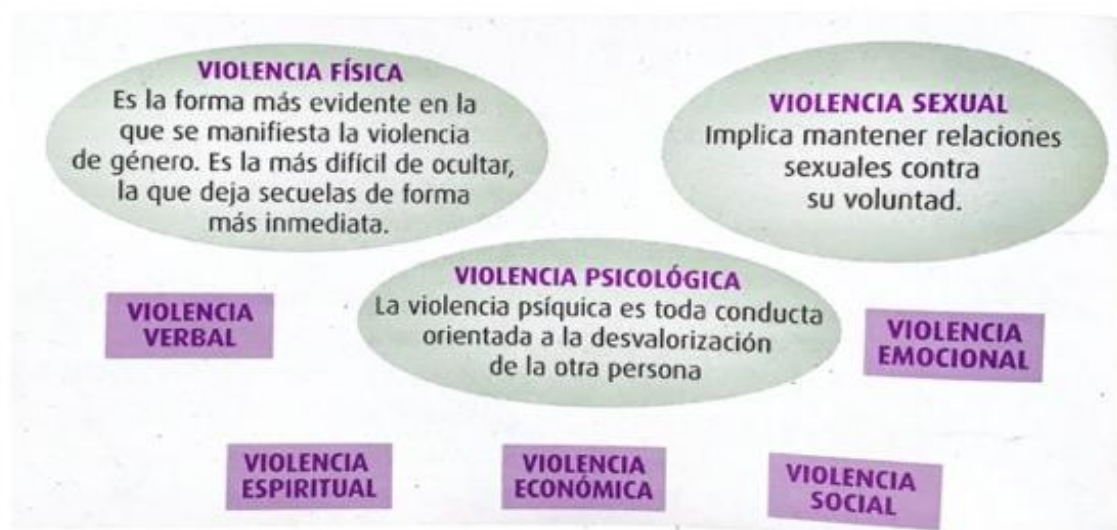 VIOLENCIA FÍSICA
Es la forma más evidente en la
que se manifiesta la violencia
de género. Es la más difícil de ocultar,
la que deja secuelas de forma
más inmediata.
VIOLENCIA SEXUAL
Implica mantener relaciones
sexuales contra
su voluntad.
VIOLENCIA PSICOLÓGICA
La violencia psíquica es toda conducta
orientada a la desvalorización
de la otra persona
VIOLENCIA
VERBAL
VIOLENCIA
EMOCIONAL
VIOLENCIA
ESPIRITUAL
VIOLENCIA
ECONÓMICA
VIOLENCIA
SOCIAL